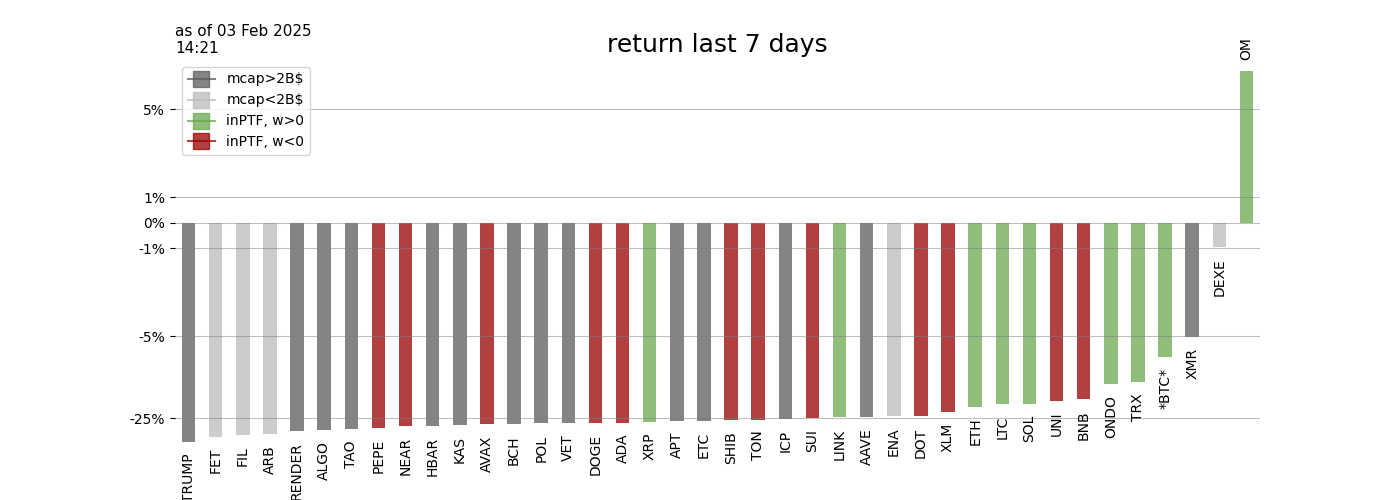 as of 03 Feb 2025
14:21
return last 7 days
mcap>2B$
mcap<2B$
inPTF, w>0
inPTF, w<0
5%
1%
0%
-1%
-5%
-25%
TRUMP
FET
FIL
ARB
RENDER
ALGO
TAO
PEPE
NEAR
HBAR
KAS
AVAX
BCH
POL
VET
DOGE
ADA
XRP
APT
ETC
SHIB
TON
ICP
SUI
LINK
AAVE
ENA
DOT
XLM
ETH
LTC
SOL
UNI
BNB
ONDO
TRX
*BTC*
XMR
DEXE
OM